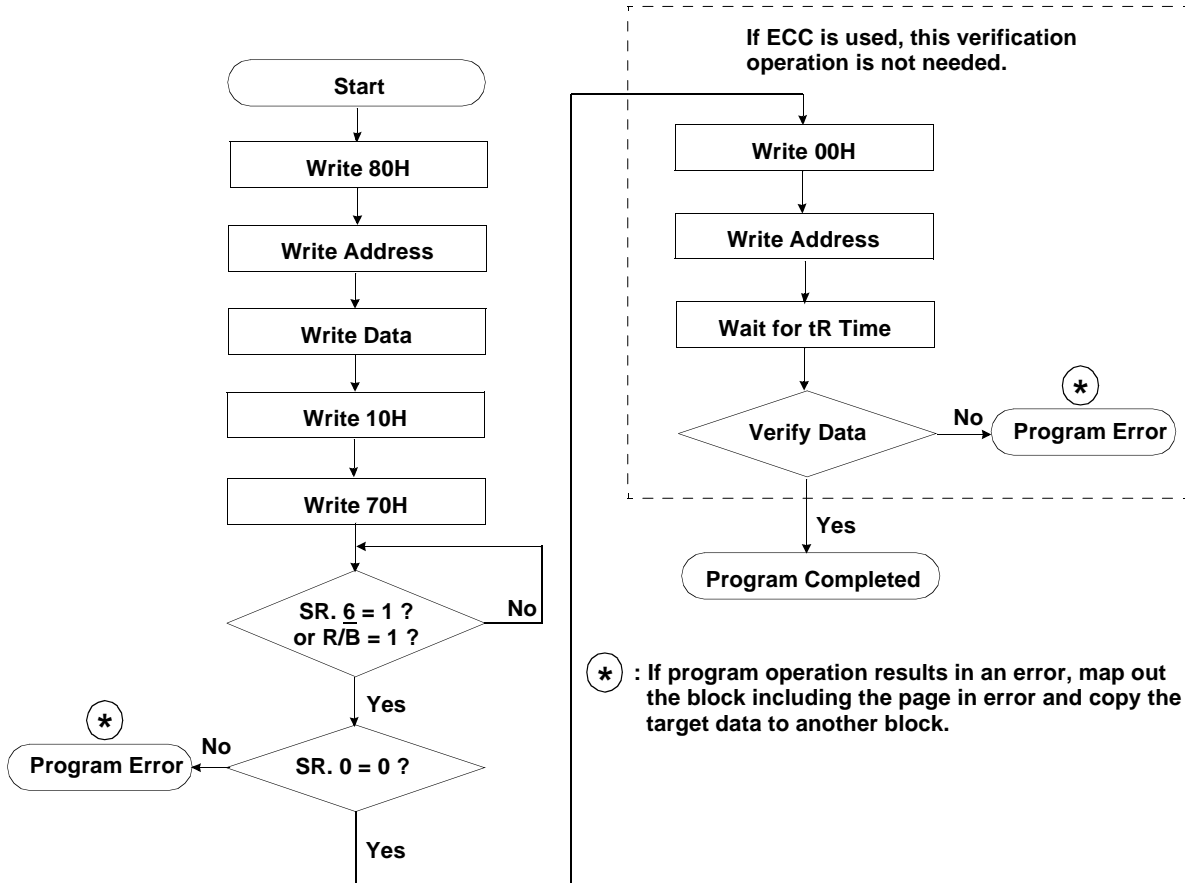 Start
Write 80H
Write Address
Write Data
Write 10H
Write 70H
SR. 6 = 1 ?
or R/B = 1 ?
No
Yes
*
No
Program Error
SR. 0 = 0 ?
Yes
If ECC is used, this verification
operation is not needed.
Write 00H
Write Address
Wait for tR Time
Verify Data
No
*
Program Error
Yes
Program Completed
* : If program operation results in an error, map out
the block including the page in error and copy the
target data to another block.